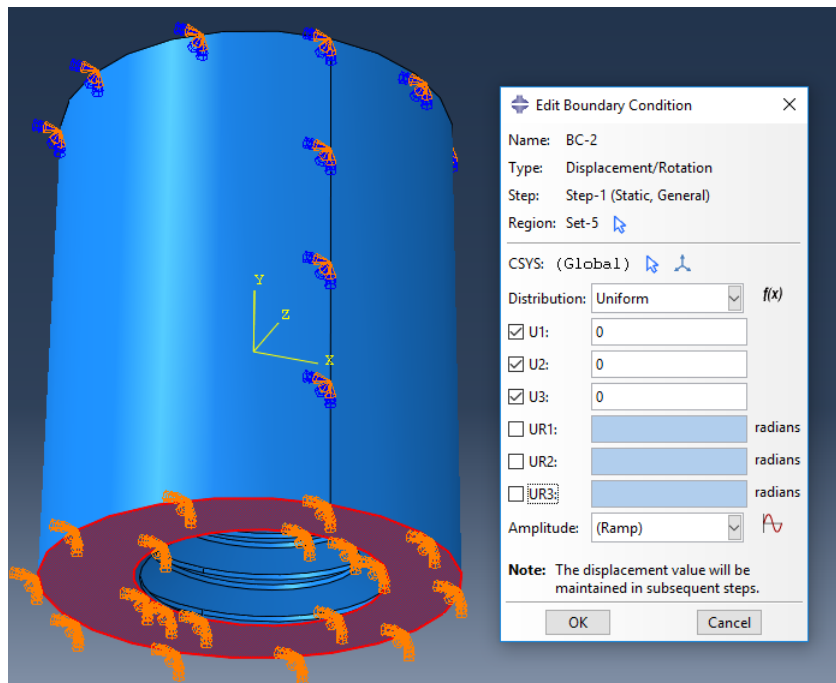 Y
Z
X
Edit Boundary Condition
Name: BC-2
Type: Displacement/Rotation
Step: Step-1 (Static, General)
Region: Set-5
CSYS: (Global)
Distribution: Uniform f(x)
U1: 0
U2: 0
U3: 0
UR1: radians
UR2: radians
UR3: radians
Amplitude: (Ramp)
Note: The displacement value will be
maintained in subsequent steps.
OK Cancel